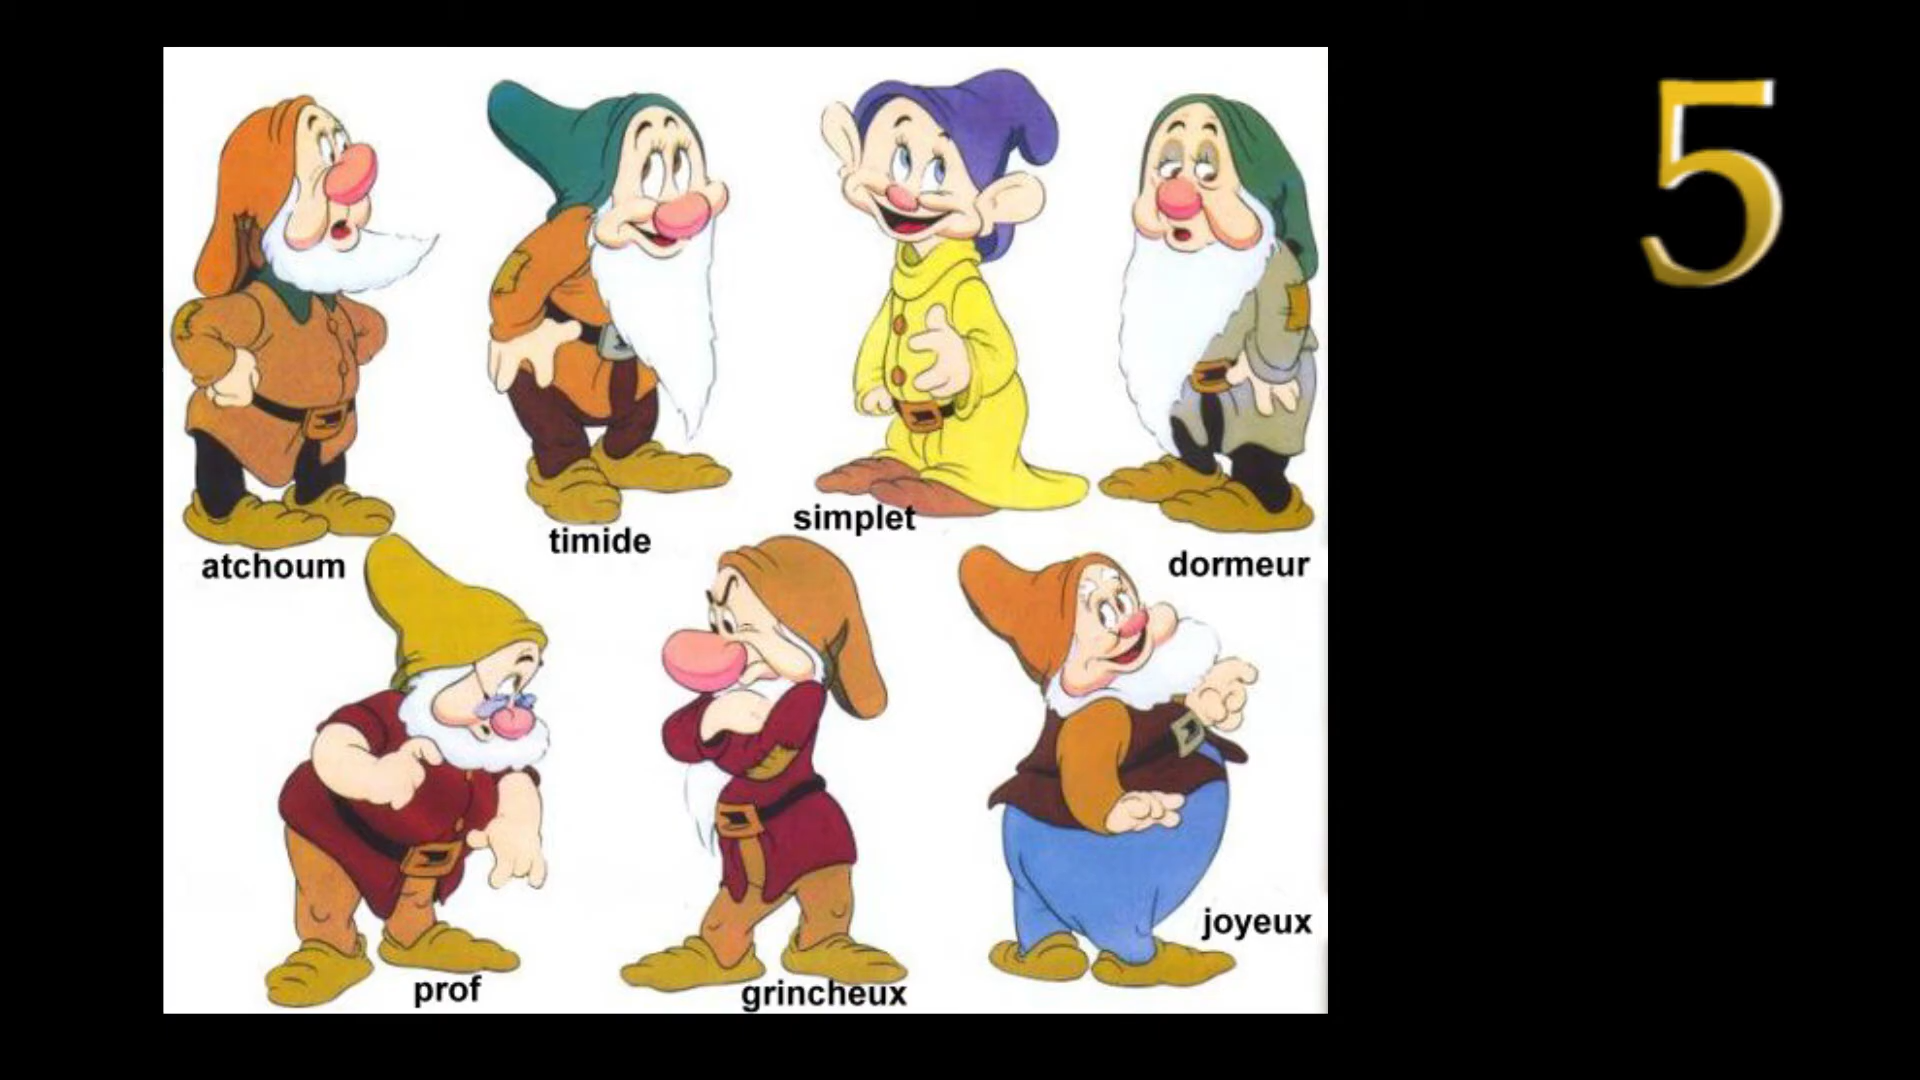 5
simplet
timide
atchoum
dormeur
joyeux
prof
grincheux